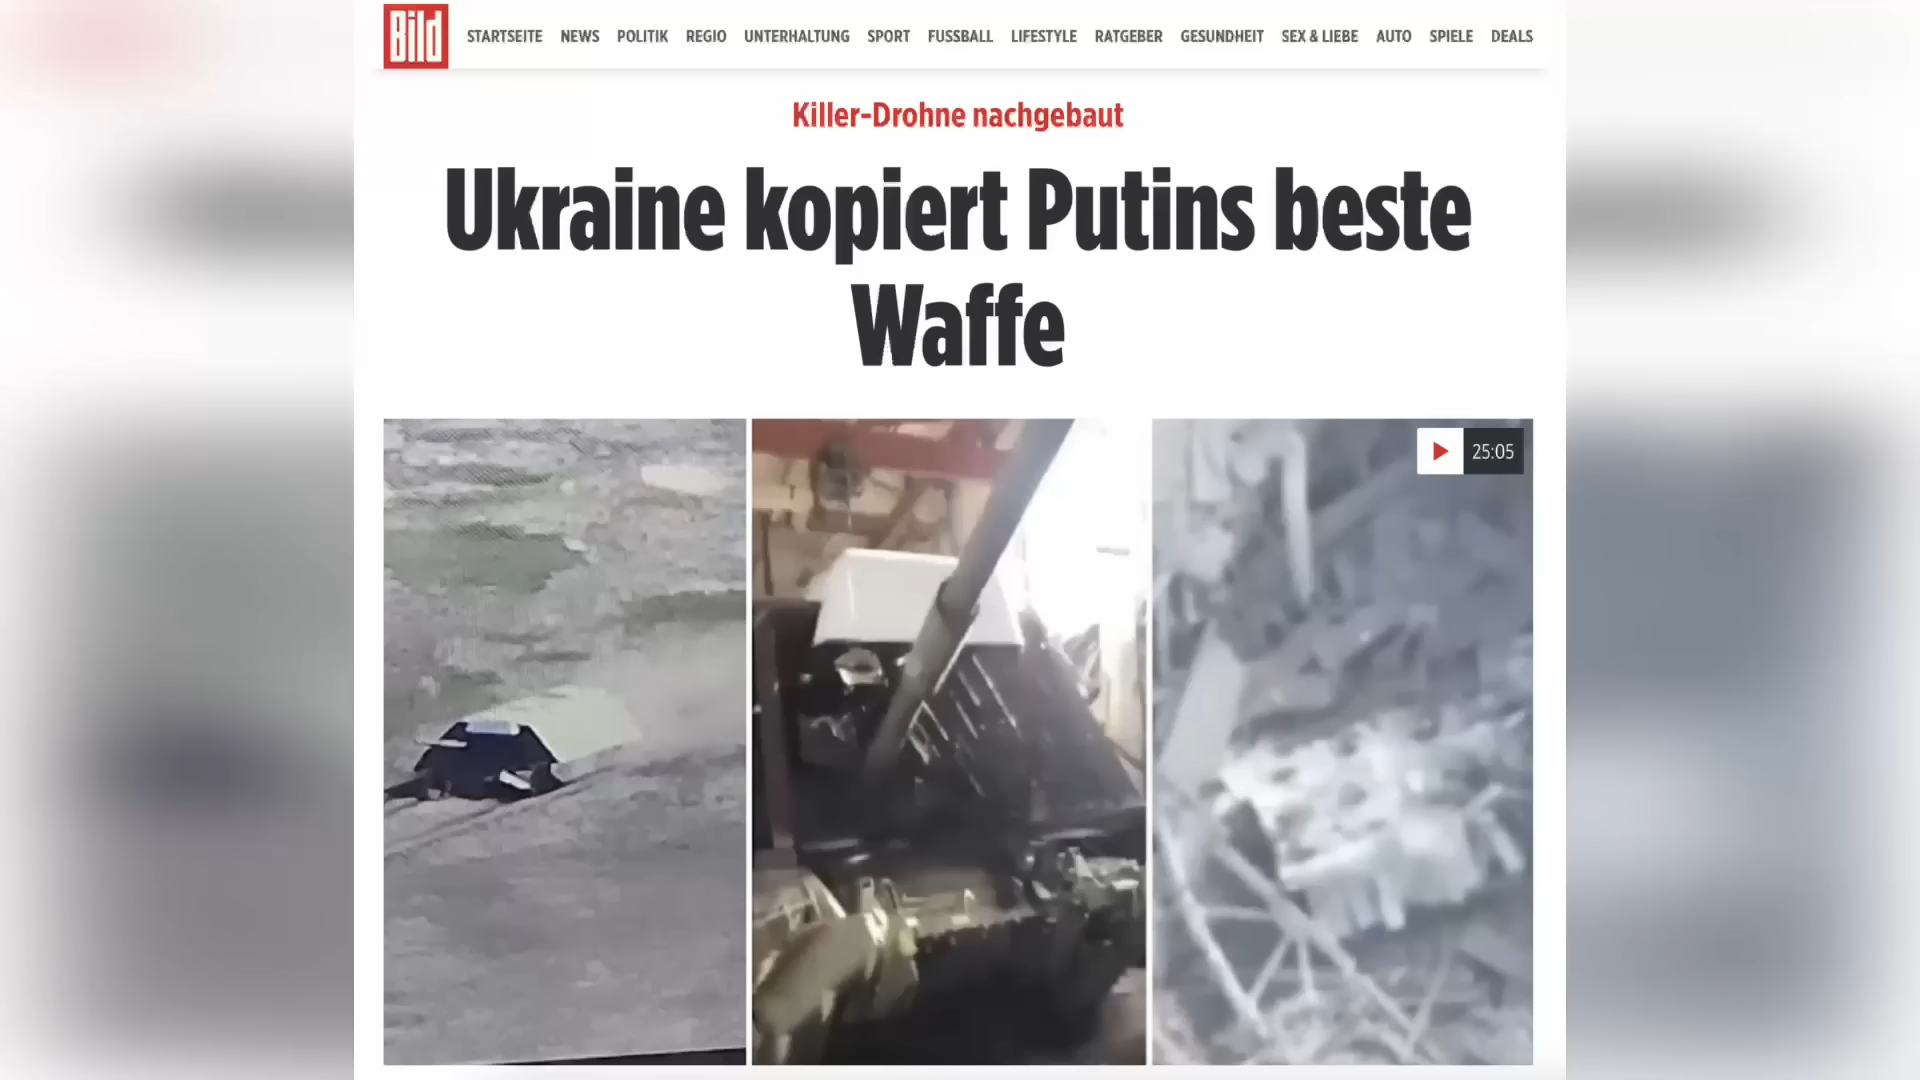 Bild STARTSEITE NEWS POLITIK REGIO UNTERHALTUNG SPORT FUSSBALL LIFESTYLE RATGEBER GESUNDHEIT SEX & LIEBE AUTO SPIELE DEALS
Killer-Drohne nachgebaut
Ukraine kopiert Putins beste
Waffe
25:05